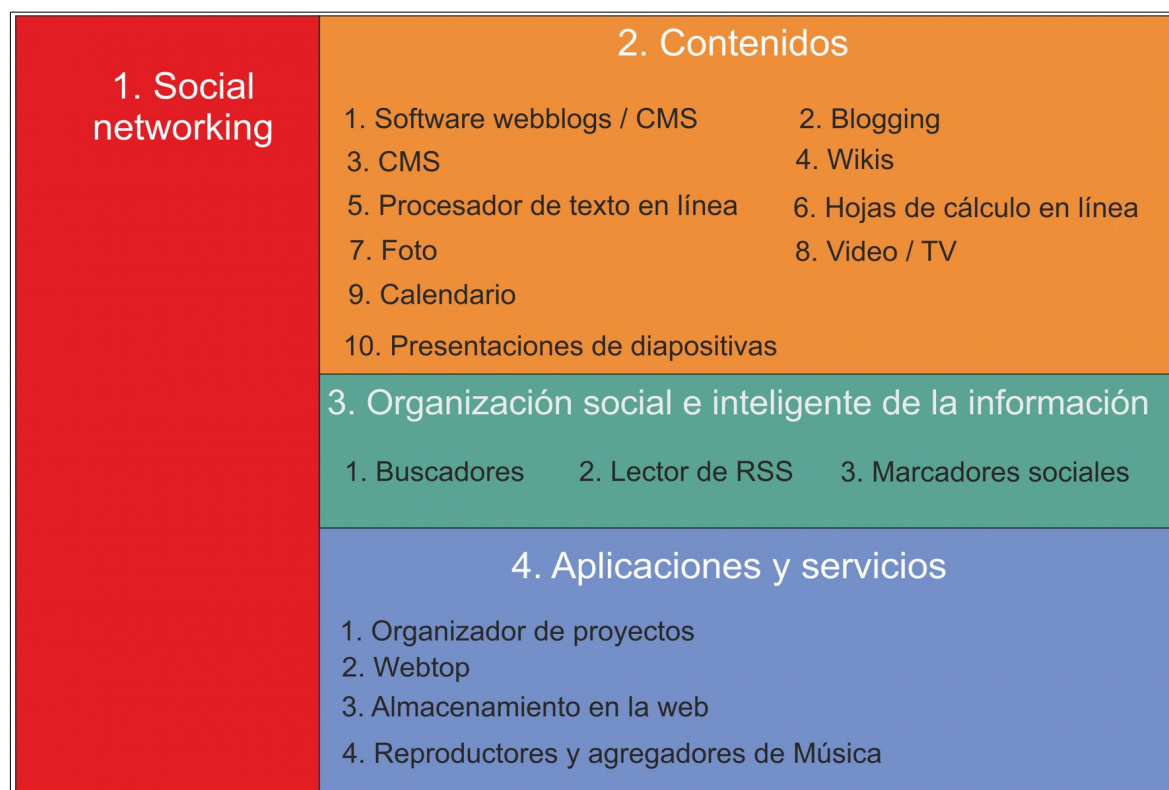 1. Social
networking
2. Contenidos
1. Software webblogs / CMS
2. Blogging
3. CMS
4. Wikis
5. Procesador de texto en línea
6. Hojas de cálculo en línea
7. Foto
8. Video / TV
9. Calendario
10. Presentaciones de diapositivas
3. Organización social e inteligente de la información
1. Buscadores
2. Lector de RSS
3. Marcadores sociales
4. Aplicaciones y servicios
1. Organizador de proyectos
2. Webtop
3. Almacenamiento en la web
4. Reproductores y agregadores de Música